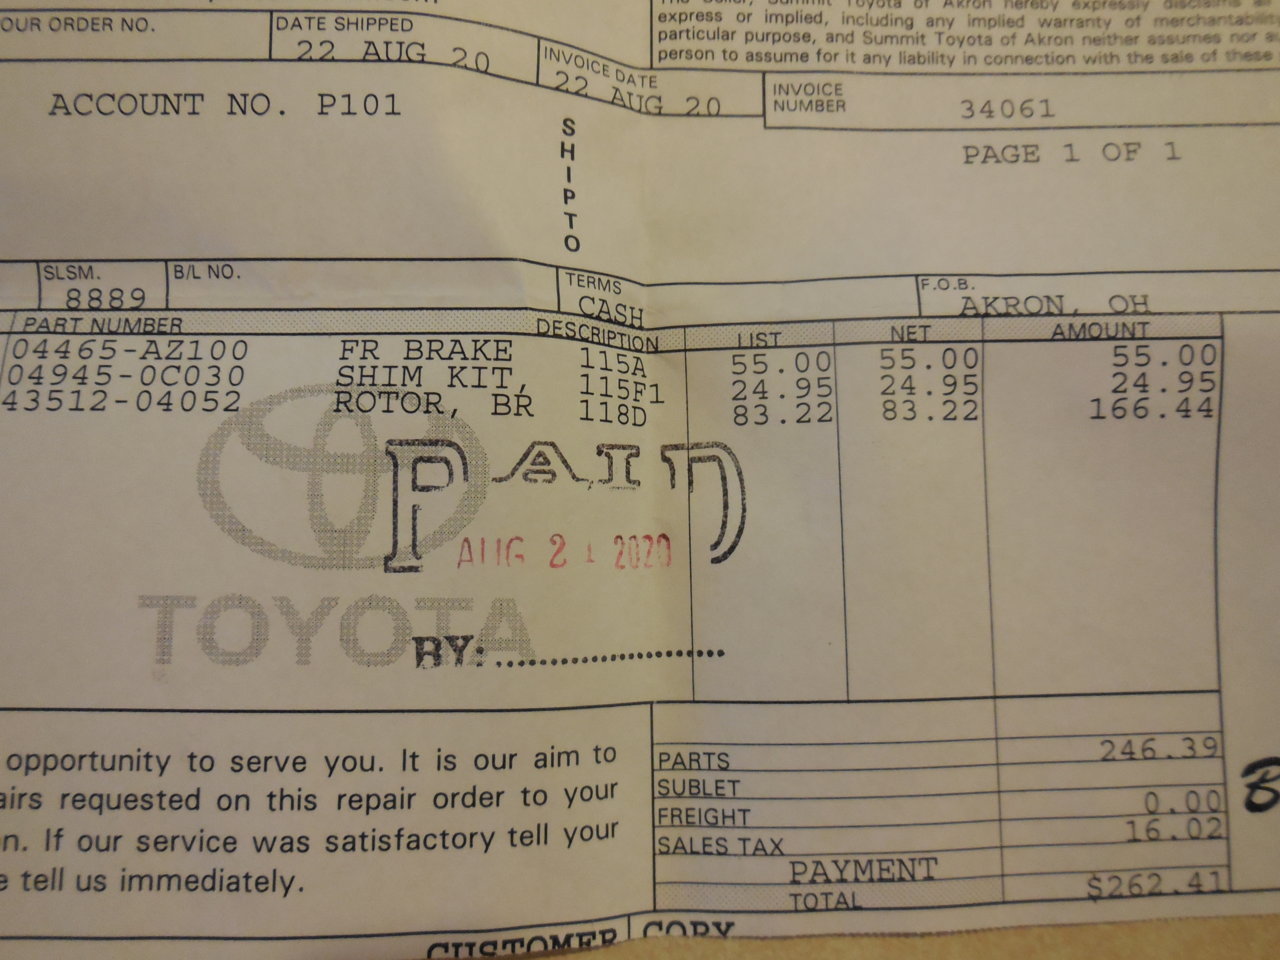 express or implied, including any implied warranty of merchantability
particular purpose, and Summit Toyota of Akron neither assumes nor
person to assume for it any liability in connection with the sale of these
OUR ORDER NO.
DATE SHIPPED
22 AUG 20
INVOICE DATE
22 AUG 20
INVOICE NUMBER
34061
ACCOUNT NO. P101
PAGE 1 OF 1
SHIP TO
SLSM.
8889
B/L NO.
TERMS
CASH
F.O.B.
AKRON, OH
PART NUMBER DESCRIPTION LIST NET AMOUNT
04465-AZ100 FR BRAKE 115A 55.00 55.00 55.00
04945-0C030 SHIM KIT, 115F1 24.95 24.95 24.95
43512-04052 ROTOR, BR 118D 83.22 83.22 166.44
PAID
AUG 21 2020
TOYOTA
BY:
opportunity to serve you. It is our aim to
airs requested on this repair order to your
n. If our service was satisfactory tell your
e tell us immediately.
PARTS 246.39
SUBLET
FREIGHT 0.00
SALES TAX 16.02
PAYMENT
TOTAL $262.41
CUSTOMER COPY